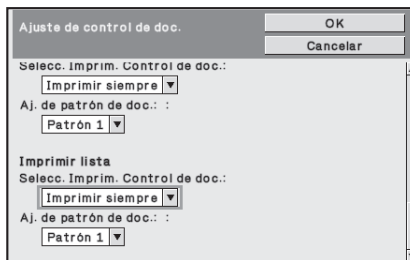 Ajuste de control de doc.
OK
Cancelar
Selecc. Imprim. Control de doc.:
Imprimir siempre
Aj. de patrón de doc.: :
Patrón 1
Imprimir lista
Selecc. Imprim. Control de doc.:
Imprimir siempre
Aj. de patrón de doc.: :
Patrón 1